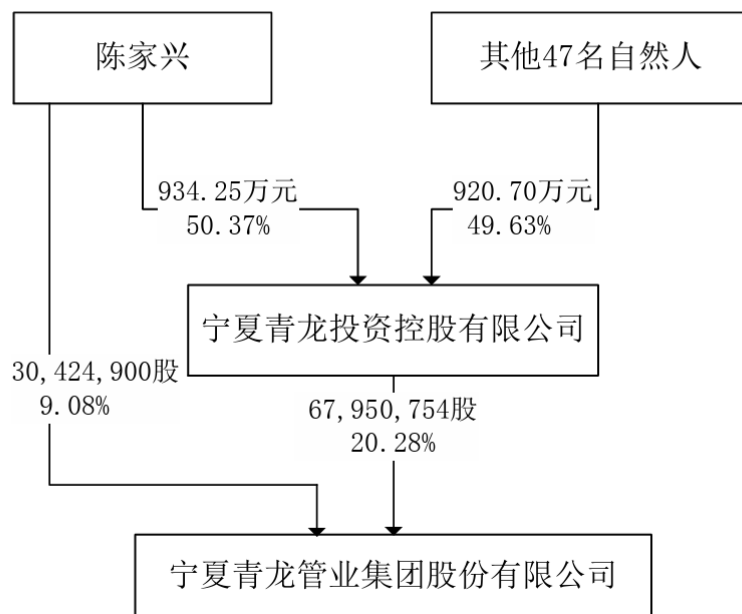 陈家兴
其他47名自然人
934.25万元
50.37%
920.70万元
49.63%
宁夏青龙投资控股有限公司
30,424,900股
9.08%
67,950,754股
20.28%
宁夏青龙管业集团股份有限公司